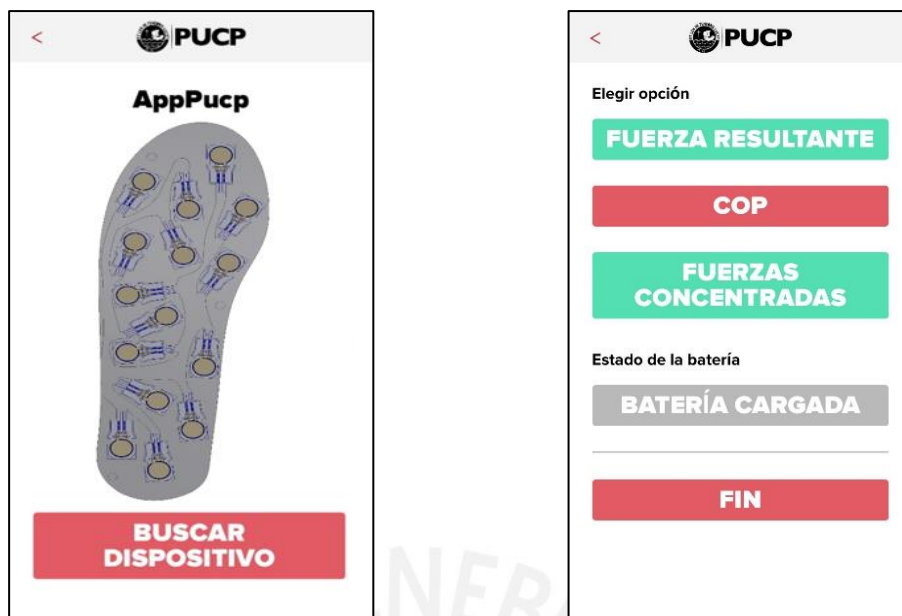 <
PUCP
AppPucp
BUSCAR
DISPOSITIVO
<
PUCP
Elegir opción
FUERZA RESULTANTE
COP
FUERZAS
CONCENTRADAS
Estado de la batería
BATERÍA CARGADA
FIN